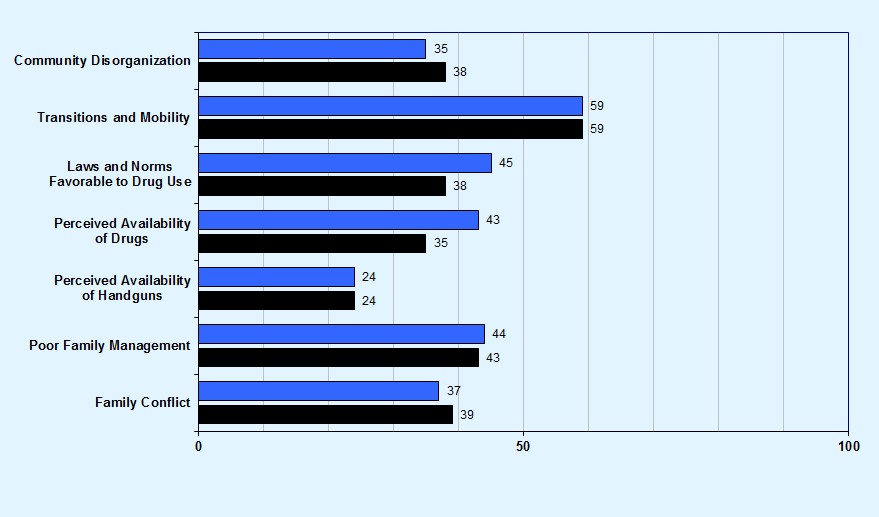 Community Disorganization
35
38
Transitions and Mobility
59
59
Laws and Norms
Favorable to Drug Use
45
38
Perceived Availability
of Drugs
43
35
Perceived Availability
of Handguns
24
24
Poor Family Management
44
43
Family Conflict
37
39
0 50 100